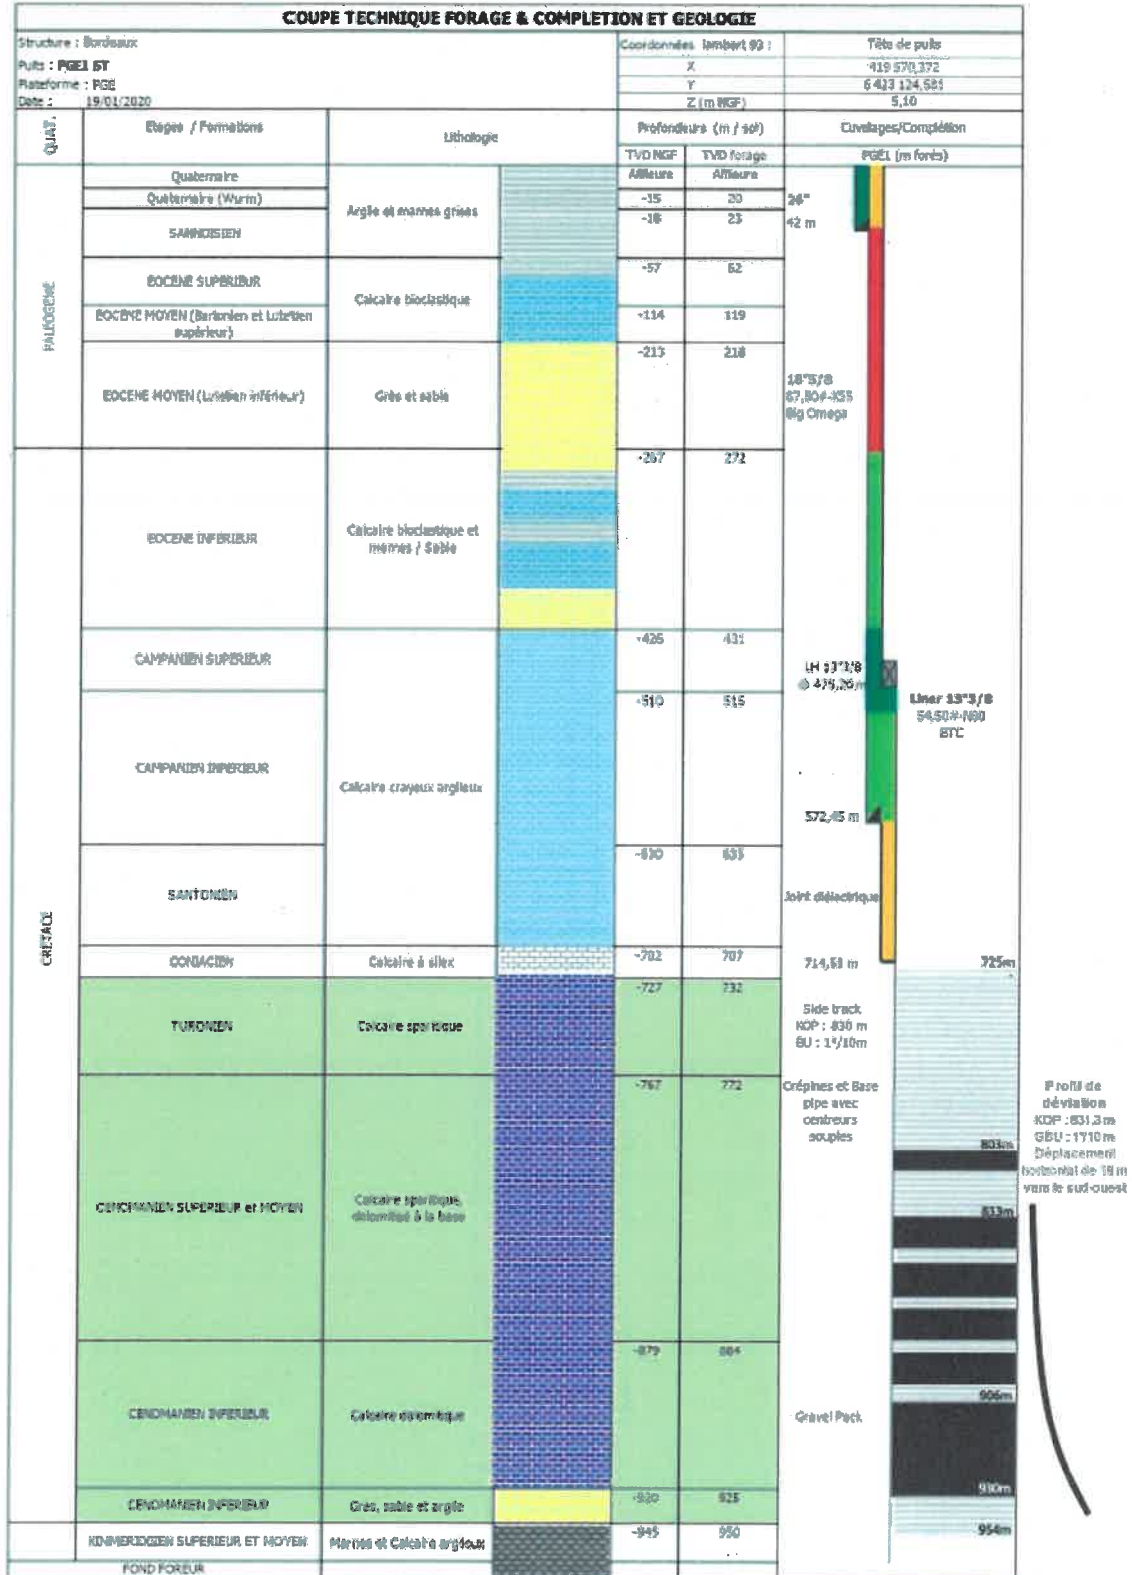 COUPE TECHNIQUE FORAGE & COMPLETION ET GEOLOGIE
Structure : Bordeaux
Puits : PGE1 ST
Plateforme : PGE
Date : 19/01/2020
Coordonnées lambert 93 :
Tête de puits
X
419 570,372
Y
6 423 124,581
Z (m NGF)
5,10
QUAT.
Etages / Formations
Lithologie
Profondeurs (m / sol)
Cuvelages/Complétion
TVD NGF
TVD forage
PGE1 (m forés)
Quaternaire
Affleure
Affleure
Quaternaire (Wurm)
-15
20
Argile et marnes grises
SANNOISIEN
-18
23
42 m
PALEOGENE
EOCENE SUPERIEUR
-57
62
Calcaire bioclastique
EOCENE MOYEN (Bartonien et Lutetien
supérieur)
-114
119
EOCENE MOYEN (Lutetien inférieur)
Grès et sable
-213
218
18"5/8
87,50#-K55
Big Omega
EOCENE INFERIEUR
Calcaire bioclastique et
marnes / Sable
-267
272
CRETACE
CAMPANIEN SUPERIEUR
-426
431
LH 13"3/8
@ 475,20 m
Liner 13"3/8
54,50#-N80
BTC
CAMPANIEN INFERIEUR
-510
515
Calcaire crayeux argileux
572,45 m
SANTONIEN
-630
635
Joint diélectrique
CONIACIEN
Calcaire à silex
-702
707
714,53 m
725m
TURONIEN
Calcaire sparitique
-727
732
Side track
KOP : 830 m
BU : 1°/10m
CENOMANIEN SUPERIEUR et MOYEN
Calcaire sparitique,
dolomitisé à la base
-767
772
Crépines et Base
pipe avec
centreurs
souples
803m
833m
Profil de
déviation
KOP : 831,3 m
GBU : 1°/10 m
Déplacement
horizontal de 18 m
vers le sud-ouest
CENOMANIEN INFERIEUR
Calcaire dolomitique
-879
884
Gravel Pack
906m
930m
CENOMANIEN INFERIEUR
Gres, sable et argile
-920
925
954m
KIMMERIDGIEN SUPERIEUR ET MOYEN
Marnes et Calcaire argileux
-945
950
FOND FOREUR